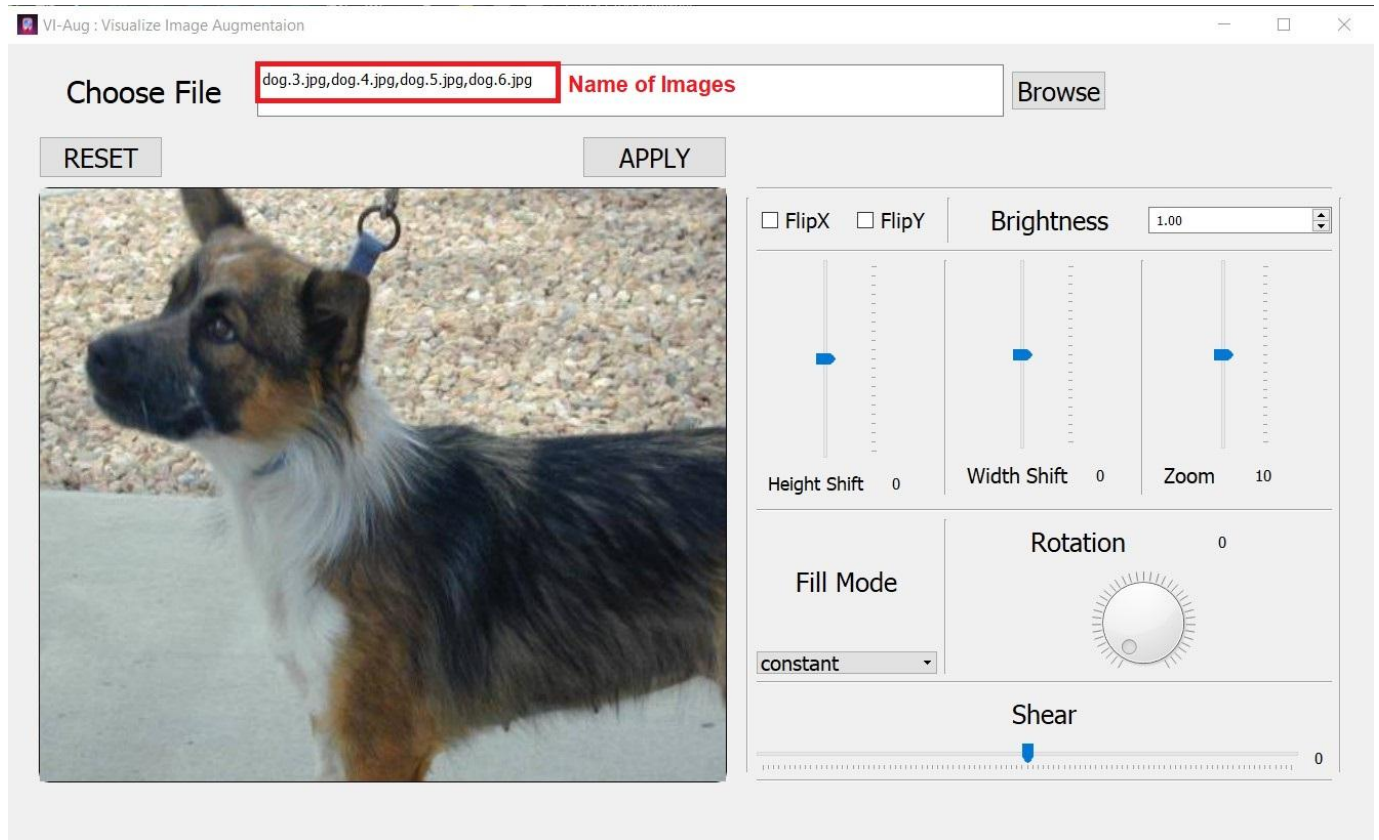 VI-Aug : Visualize Image Augmentaion
Choose File
dog.3.jpg,dog.4.jpg,dog.5.jpg,dog.6.jpg
Name of Images
Browse
RESET
APPLY
FlipX
FlipY
Brightness
1.00
Height Shift 0
Width Shift 0
Zoom 10
Fill Mode
constant
Rotation 0
Shear
0